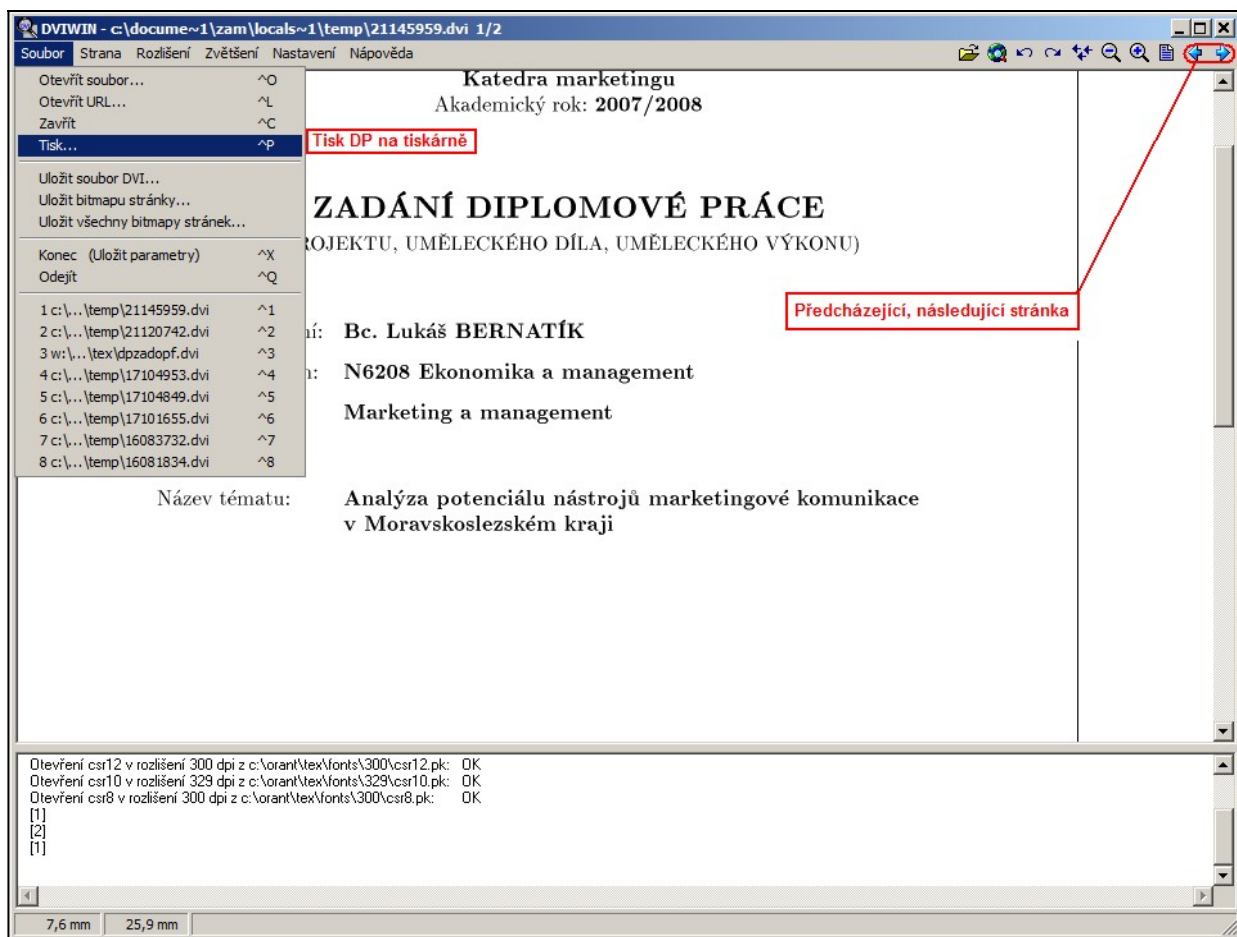 DVIWIN - c:\docume~1\zam\locals~1\temp\21145959.dvi 1/2
Soubor Strana Rozlišení Zvětšení Nastavení Nápověda
Otevřít soubor... ^O
Otevřít URL... ^L
Zavřít ^C
Tisk... ^P
Uložit soubor DVI...
Uložit bitmapu stránky...
Uložit všechny bitmapy stránek...
Konec (Uložit parametry) ^X
Odejít ^Q
1 c:\...\temp\21145959.dvi ^1
2 c:\...\temp\21120742.dvi ^2
3 w:\...\tex\dpzadopf.dvi ^3
4 c:\...\temp\17104953.dvi ^4
5 c:\...\temp\17104849.dvi ^5
6 c:\...\temp\17101655.dvi ^6
7 c:\...\temp\16083732.dvi ^7
8 c:\...\temp\16081834.dvi ^8
Tisk DP na tiskárně
Katedra marketingu
Akademický rok: 2007/2008
ZADÁNÍ DIPLOMOVÉ PRÁCE
OJEKTU, UMĚLECKÉHO DÍLA, UMĚLECKÉHO VÝKONU)
Předcházející, následující stránka
ní: Bc. Lukáš BERNATÍK
n: N6208 Ekonomika a management
Marketing a management
Název tématu: Analýza potenciálu nástrojů marketingové komunikace
v Moravskoslezském kraji
Otevření csr12 v rozlišení 300 dpi z c:\orant\tex\fonts\300\csr12.pk: OK
Otevření csr10 v rozlišení 329 dpi z c:\orant\tex\fonts\329\csr10.pk: OK
Otevření csr8 v rozlišení 300 dpi z c:\orant\tex\fonts\300\csr8.pk: OK
[1]
[2]
[1]
7,6 mm 25,9 mm